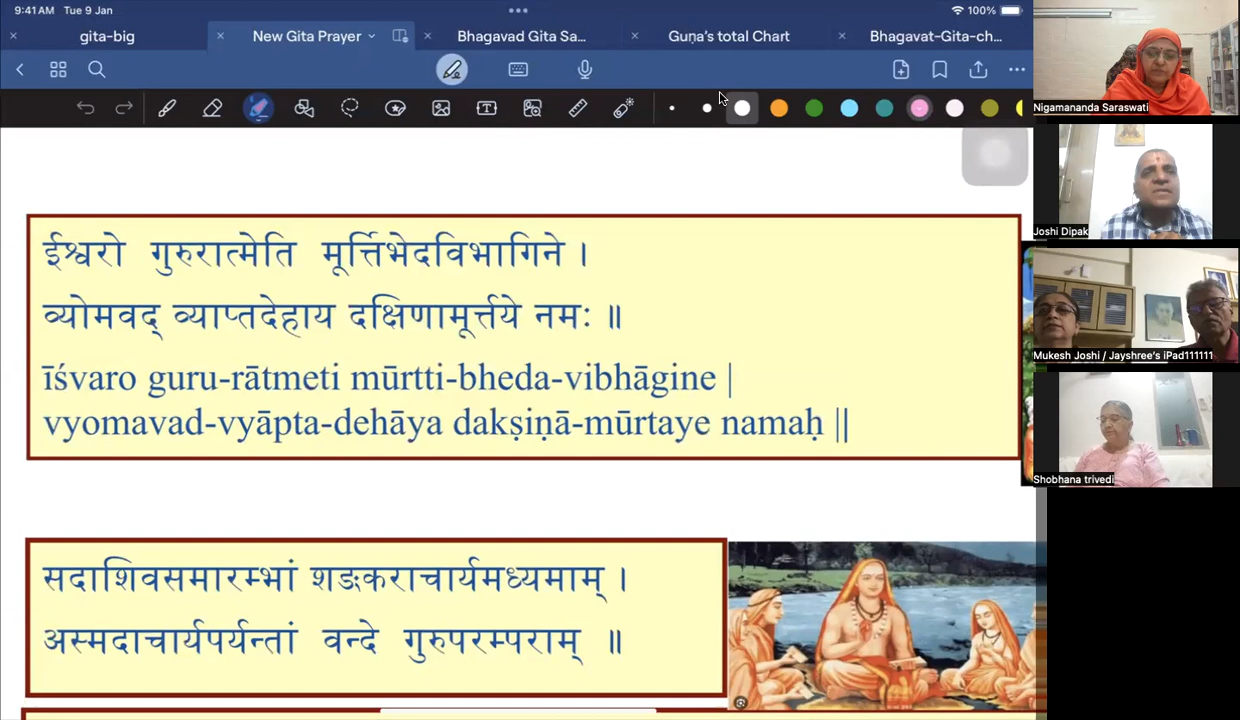 9:41 AM Tue 9 Jan
100%
gita-big
New Gita Prayer
Bhagavad Gita Sa...
Guṇa's total Chart
Bhagavat-Gita-ch...
Nigamananda Saraswati
Joshi Dipak
Mukesh Joshi / Jayshree's iPad111111
Shobhana trivedi
ईश्वरो गुरुरात्मेति मूर्त्तिभेदविभागिने ।
व्योमवद् व्याप्तदेहाय दक्षिणामूर्त्तये नमः ॥
īśvaro guru-rātmeti mūrtti-bheda-vibhāgine |
vyomavad-vyāpta-dehāya dakṣiṇā-mūrtaye namaḥ ||
सदाशिवसमारम्भां शङकराचार्यमध्यमाम् ।
अस्मदाचार्यपर्यन्तां वन्दे गुरुपरम्पराम् ॥